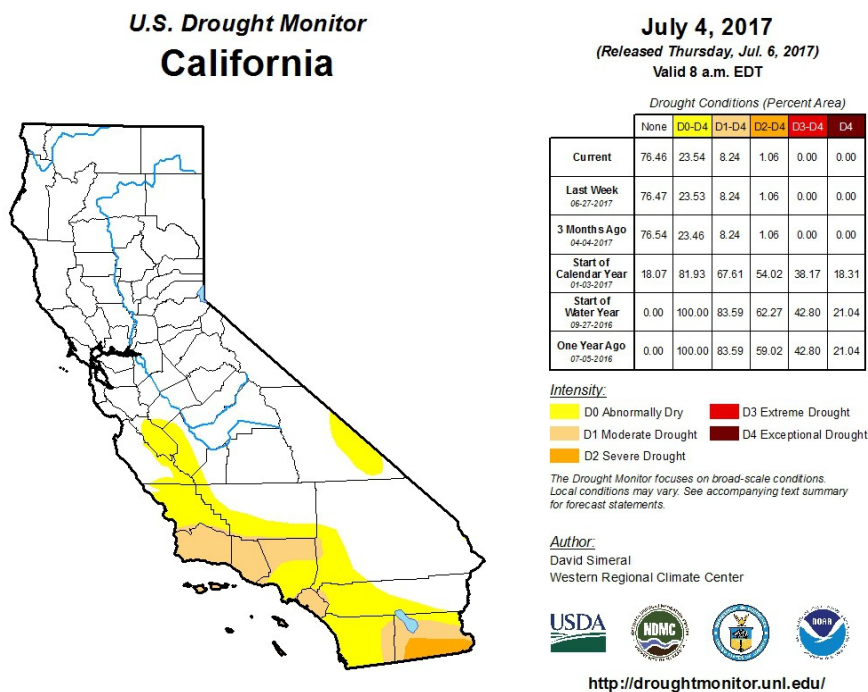 U.S. Drought Monitor
California
July 4, 2017
(Released Thursday, Jul. 6, 2017)
Valid 8 a.m. EDT
Drought Conditions (Percent Area)
None D0-D4 D1-D4 D2-D4 D3-D4 D4
Current 76.46 23.54 8.24 1.06 0.00 0.00
Last Week
06-27-2017
76.47 23.53 8.24 1.06 0.00 0.00
3 Months Ago
04-04-2017
76.54 23.46 8.24 1.06 0.00 0.00
Start of
Calendar Year
01-03-2017
18.07 81.93 67.61 54.02 38.17 18.31
Start of
Water Year
09-27-2016
0.00 100.00 83.59 62.27 42.80 21.04
One Year Ago
07-05-2016
0.00 100.00 83.59 59.02 42.80 21.04
Intensity:
D0 Abnormally Dry
D1 Moderate Drought
D2 Severe Drought
D3 Extreme Drought
D4 Exceptional Drought
The Drought Monitor focuses on broad-scale conditions.
Local conditions may vary. See accompanying text summary
for forecast statements.
Author:
David Simeral
Western Regional Climate Center
USDA
NDMC
NOAA
http://droughtmonitor.unl.edu/